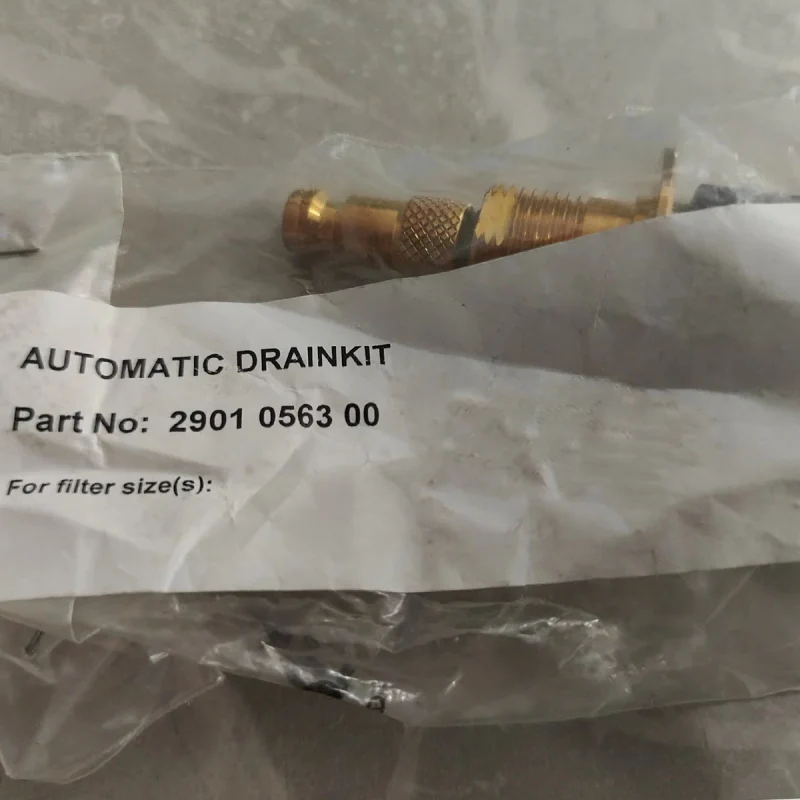 AUTOMATIC DRAINKIT
Part No: 2901 0563 00
For filter size(s):